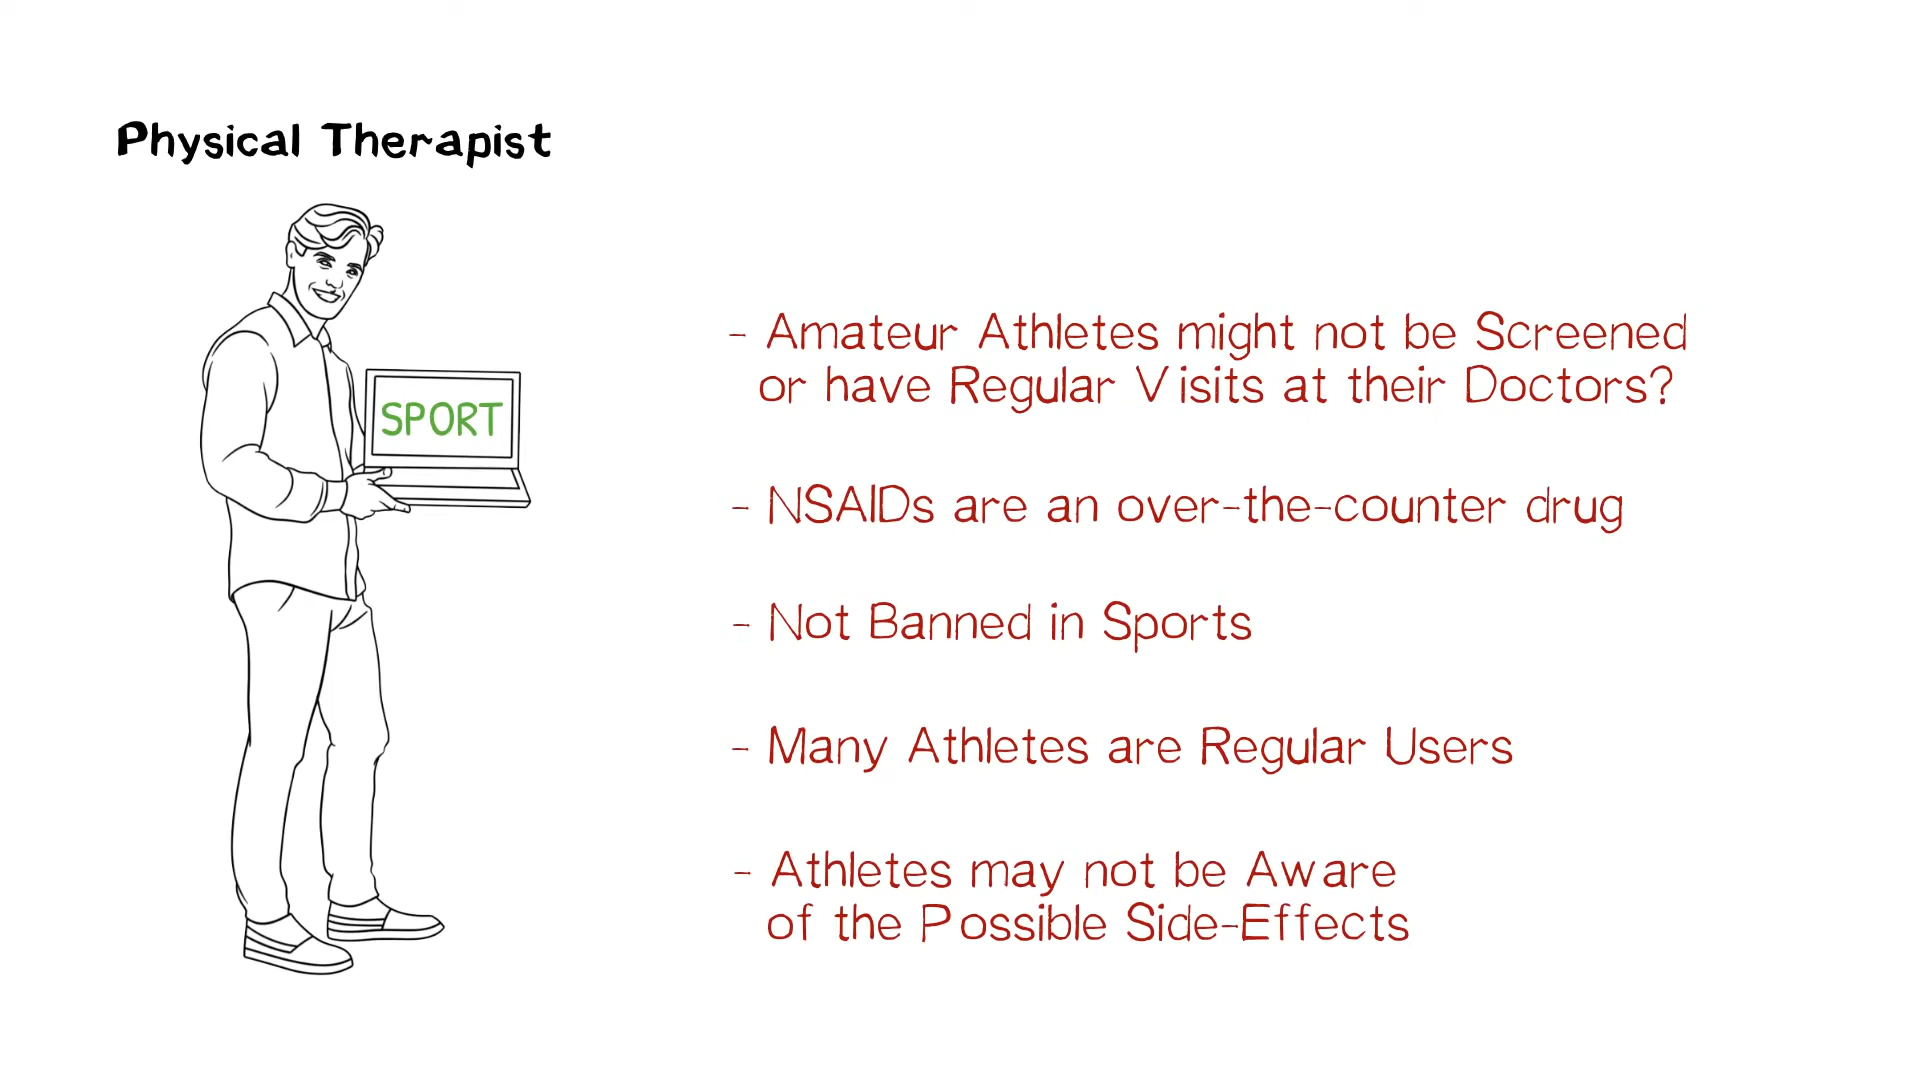 Physical Therapist
SPORT
- Amateur Athletes might not be Screened
or have Regular Visits at their Doctors?
- NSAIDs are an over-the-counter drug
- Not Banned in Sports
- Many Athletes are Regular Users
- Athletes may not be Aware
of the Possible Side-Effects